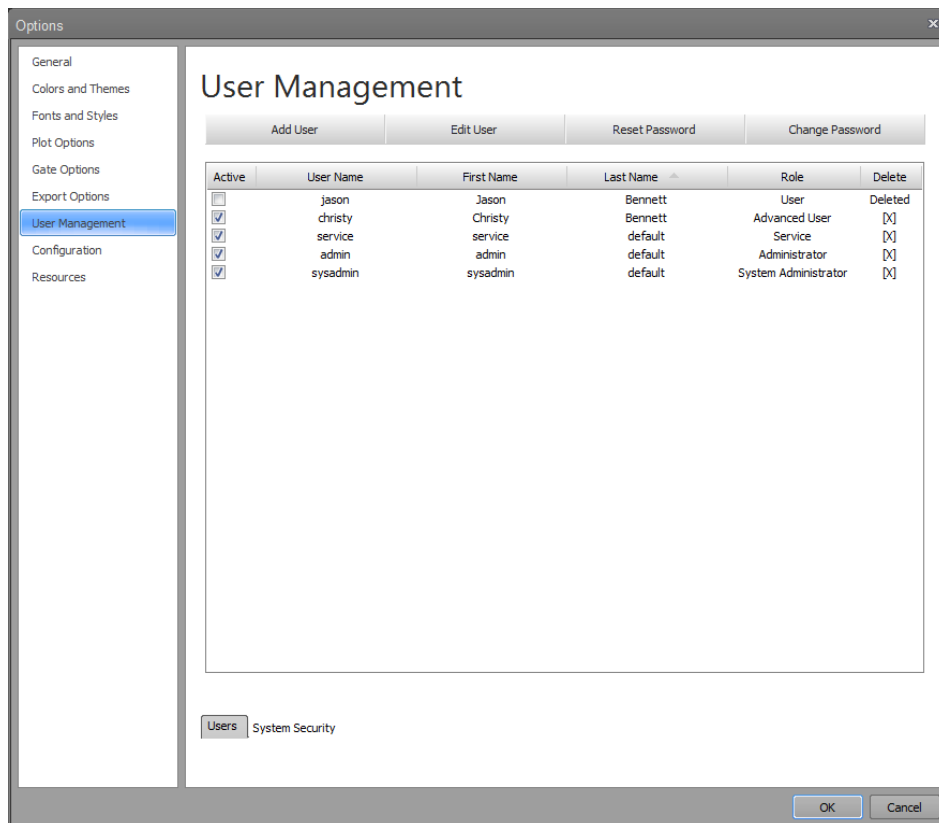 Options
General
Colors and Themes
Fonts and Styles
Plot Options
Gate Options
Export Options
User Management
Configuration
Resources
User Management
Add User Edit User Reset Password Change Password
Active User Name First Name Last Name Role Delete
jason Jason Bennett User Deleted
christy Christy Bennett Advanced User [X]
service service default Service [X]
admin admin default Administrator [X]
sysadmin sysadmin default System Administrator [X]
Users System Security
OK Cancel